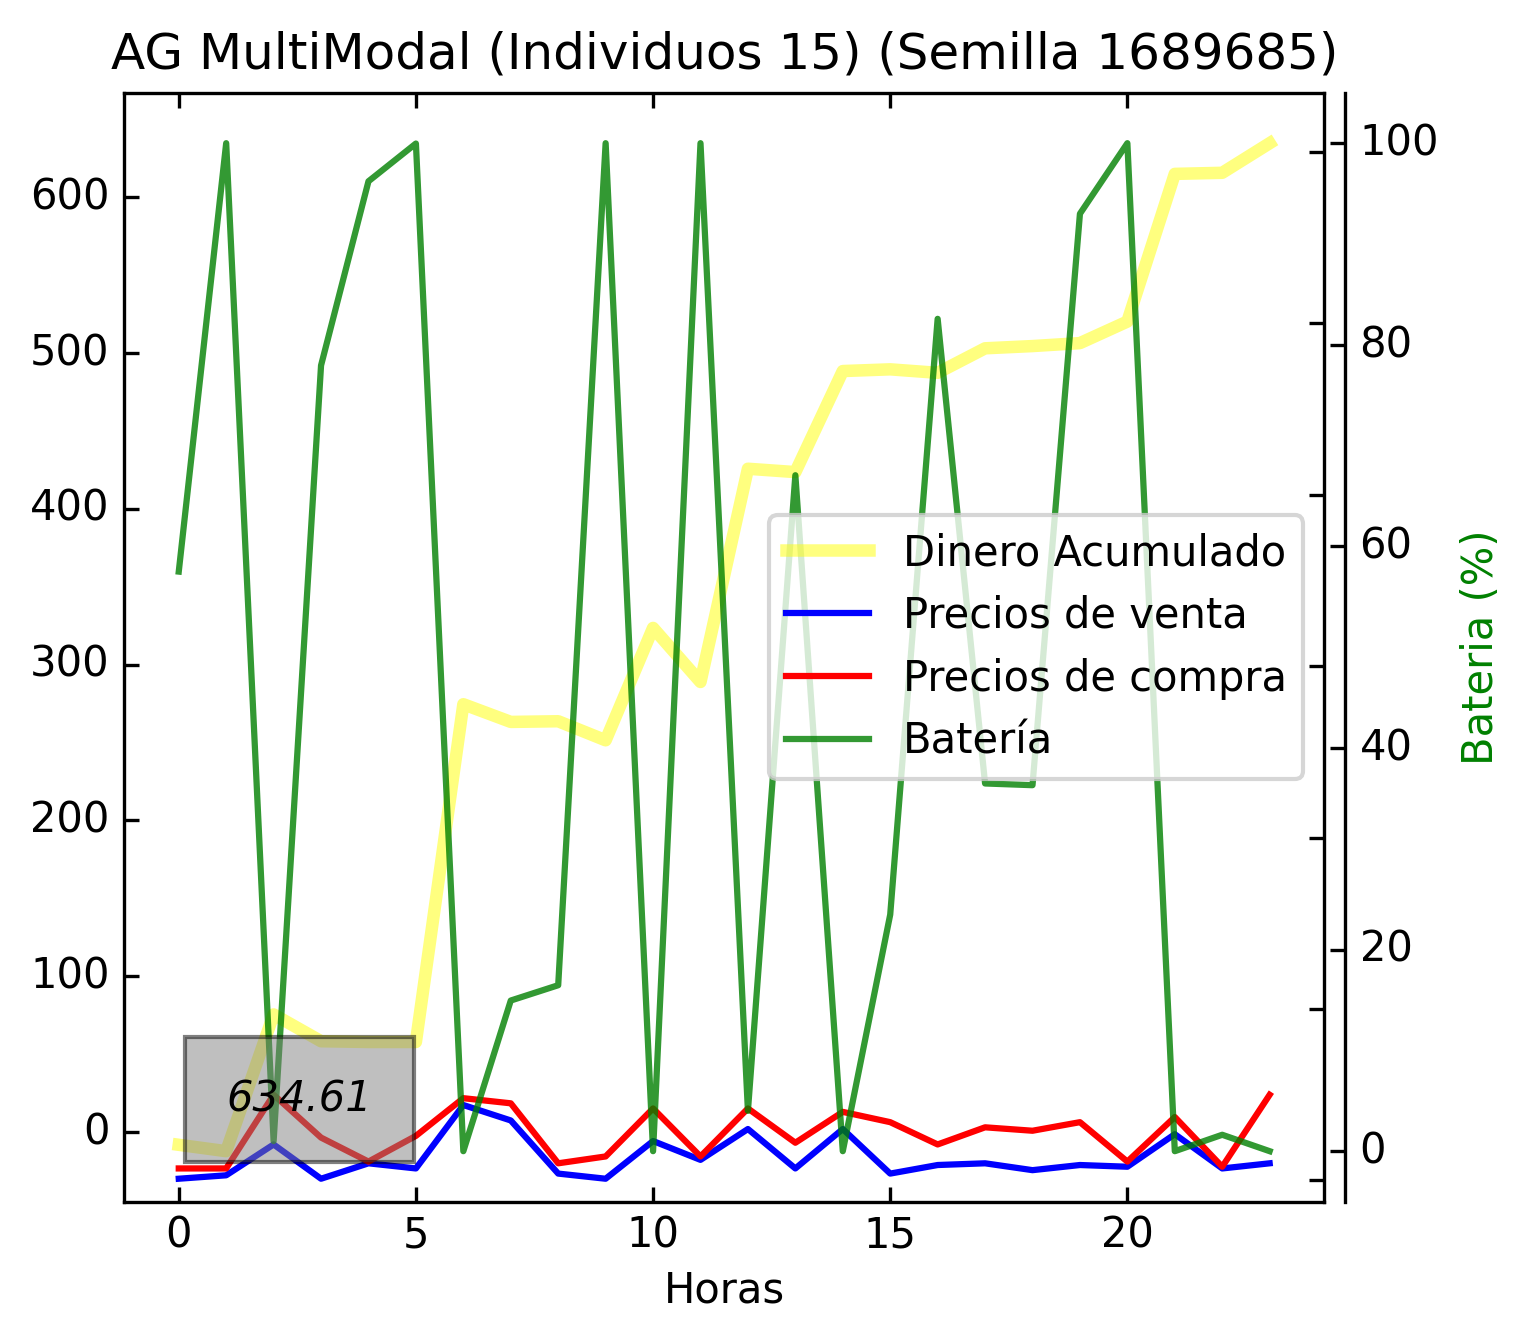 AG MultiModal (Individuos 15) (Semilla 1689685)
600
500
400
300
200
100
0
100
80
60
40
20
0
Bateria (%)
Dinero Acumulado
Precios de venta
Precios de compra
Batería
634.61
0 5 10 15 20
Horas